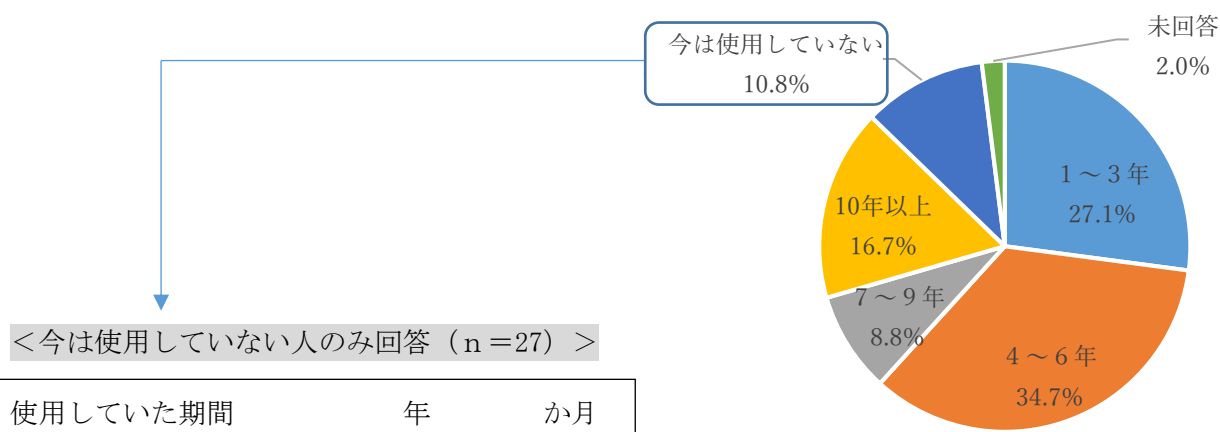 今は使用していない
10.8%
未回答
2.0%
1～3年
27.1%
10年以上
16.7%
7～9年
8.8%
4～6年
34.7%
＜今は使用していない人のみ回答（ｎ＝27）＞
使用していた期間　　　　　年　　　　か月